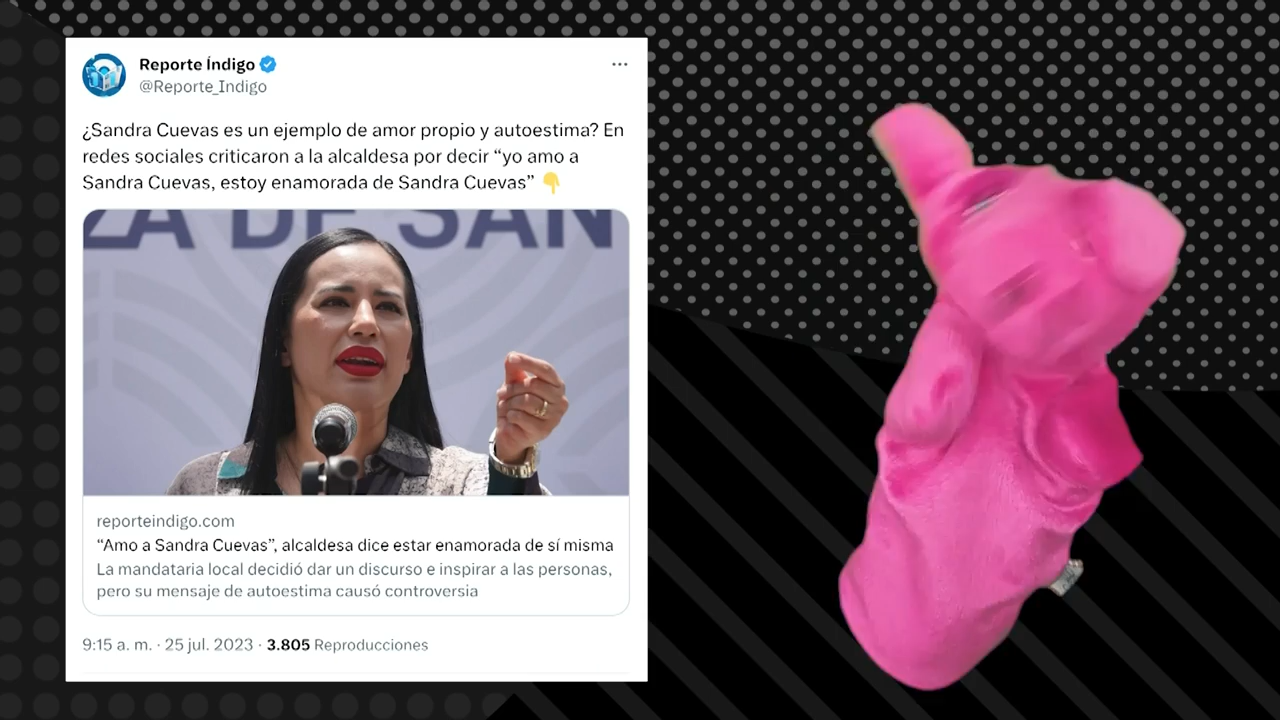 Reporte Índigo
@Reporte_Indigo
¿Sandra Cuevas es un ejemplo de amor propio y autoestima? En
redes sociales criticaron a la alcaldesa por decir “yo amo a
Sandra Cuevas, estoy enamorada de Sandra Cuevas” 👇
ZA DE SAN
reporteindigo.com
“Amo a Sandra Cuevas”, alcaldesa dice estar enamorada de sí misma
La mandataria local decidió dar un discurso e inspirar a las personas,
pero su mensaje de autoestima causó controversia
9:15 a. m. · 25 jul. 2023 · 3.805 Reproducciones